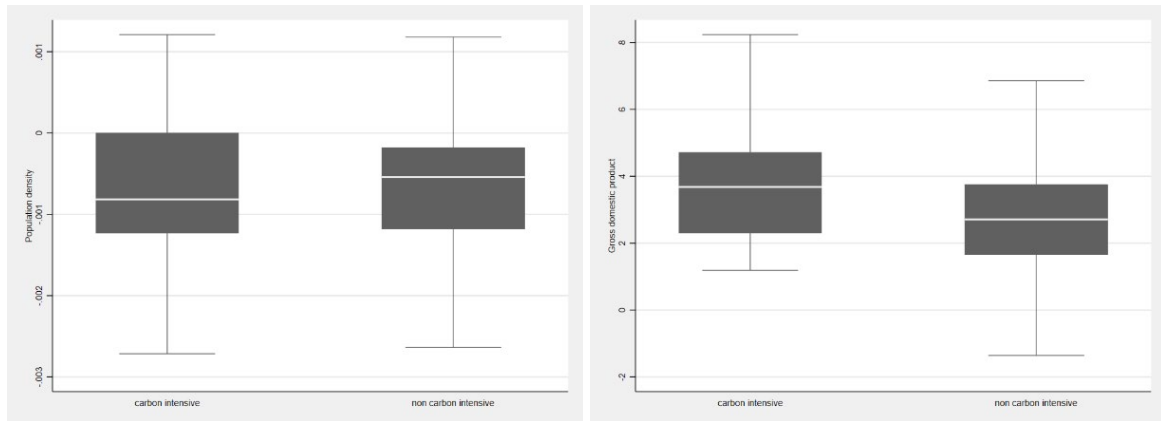 .001
0
-.001
-.002
-.003
Population density
carbon intensive
non carbon intensive
8
6
4
2
0
-2
Gross domestic product
carbon intensive
non carbon intensive